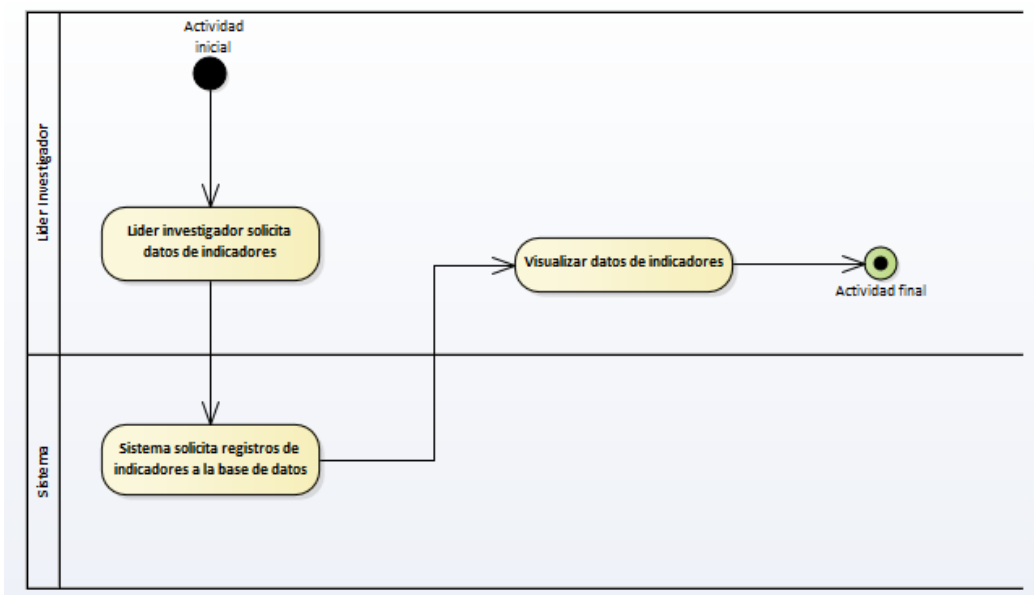 Actividad
inicial
Lider Investigador
Lider investigador solicita
datos de indicadores
Visualizar datos de indicadores
Actividad final
Sistema
Sistema solicita registros de
indicadores a la base de datos